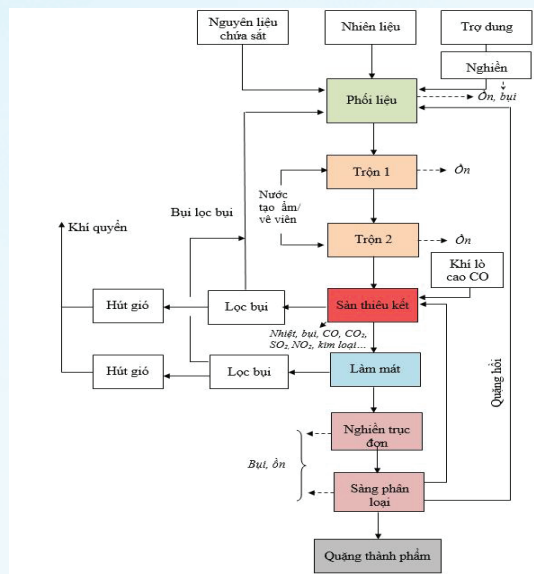 Nguyên liệu
chứa sắt
Nhiên liệu
Trợ dung
Nghiền
Phối liệu
Ồn, bụi
Trộn 1
Ồn
Nước
tạo ẩm/
vê viên
Bụi lọc bụi
Khí quyển
Trộn 2
Ồn
Khí lò
cao CO
Hút gió
Lọc bụi
Sàn thiêu kết
Nhiệt, bụi, CO, CO₂,
SO₂, NO₂, kim loại…
Hút gió
Lọc bụi
Làm mát
Quặng hồi
Nghiền trục
đơn
Bụi, ồn
Sàng phân
loại
Quặng thành phẩm